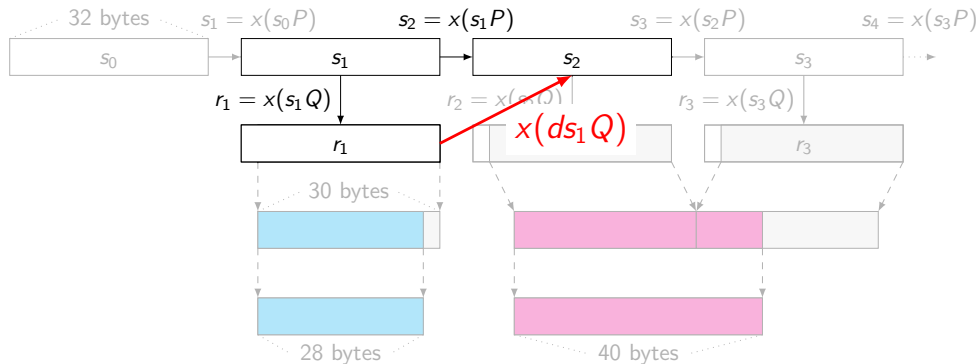 32 bytes
s₁ = x(s₀P)
s₂ = x(s₁P)
s₃ = x(s₂P)
s₄ = x(s₃P)
s₀
s₁
s₂
s₃
r₁ = x(s₁Q)
r₂ = x(s Q)
r₃ = x(s₃Q)
x(ds₁Q)
r₁
r₃
30 bytes
28 bytes
40 bytes